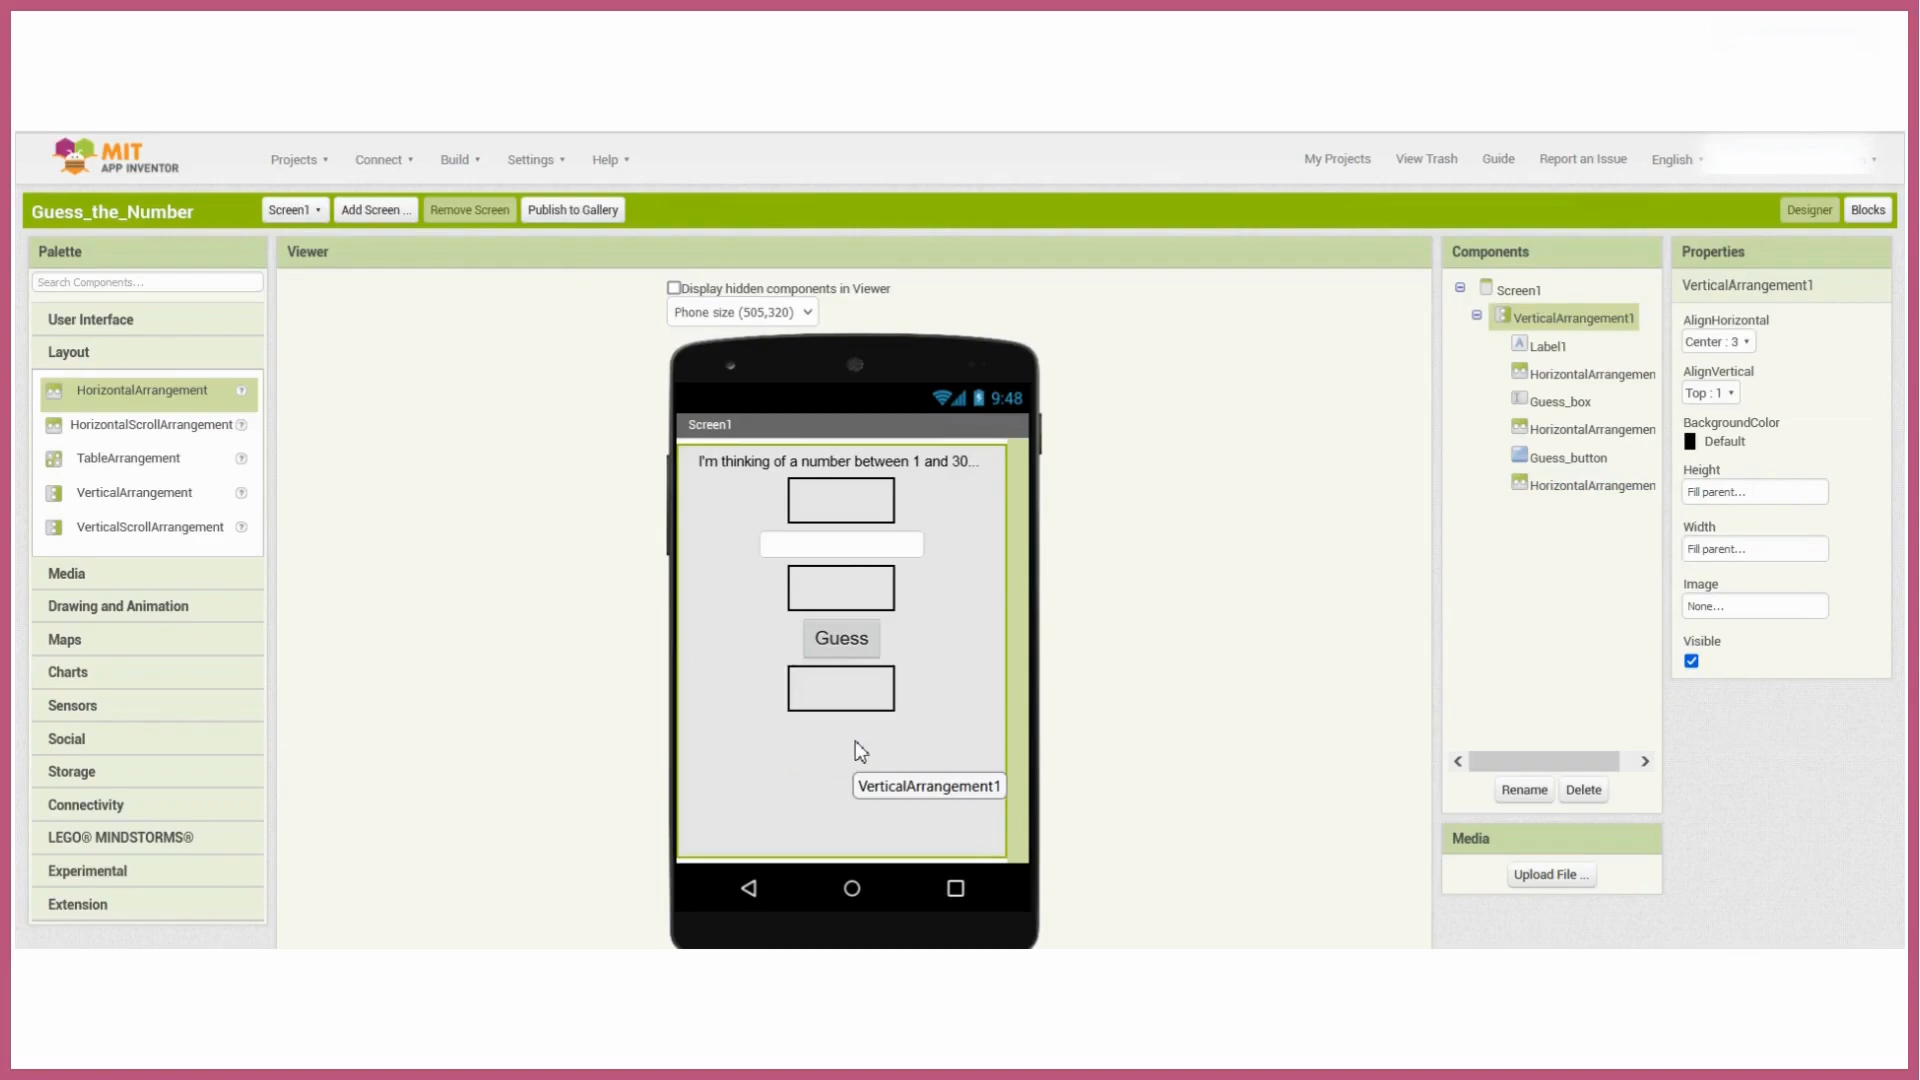 MIT
APP INVENTOR
Projects
Connect
Build
Settings
Help
My Projects
View Trash
Guide
Report an Issue
English
Guess_the_Number
Screen1
Add Screen ...
Remove Screen
Publish to Gallery
Designer
Blocks
Palette
Search Components...
User Interface
Layout
HorizontalArrangement
?
HorizontalScrollArrangement
?
TableArrangement
?
VerticalArrangement
?
VerticalScrollArrangement
?
Media
Drawing and Animation
Maps
Charts
Sensors
Social
Storage
Connectivity
LEGO® MINDSTORMS®
Experimental
Extension
Viewer
Display hidden components in Viewer
Phone size (505,320)
9:48
Screen1
I'm thinking of a number between 1 and 30...
Guess
VerticalArrangement1
Components
Screen1
VerticalArrangement1
A Label1
HorizontalArrangemen
Guess_box
HorizontalArrangemen
Guess_button
HorizontalArrangemen
Rename
Delete
Media
Upload File ...
Properties
VerticalArrangement1
AlignHorizontal
Center : 3
AlignVertical
Top : 1
BackgroundColor
Default
Height
Fill parent...
Width
Fill parent...
Image
None...
Visible